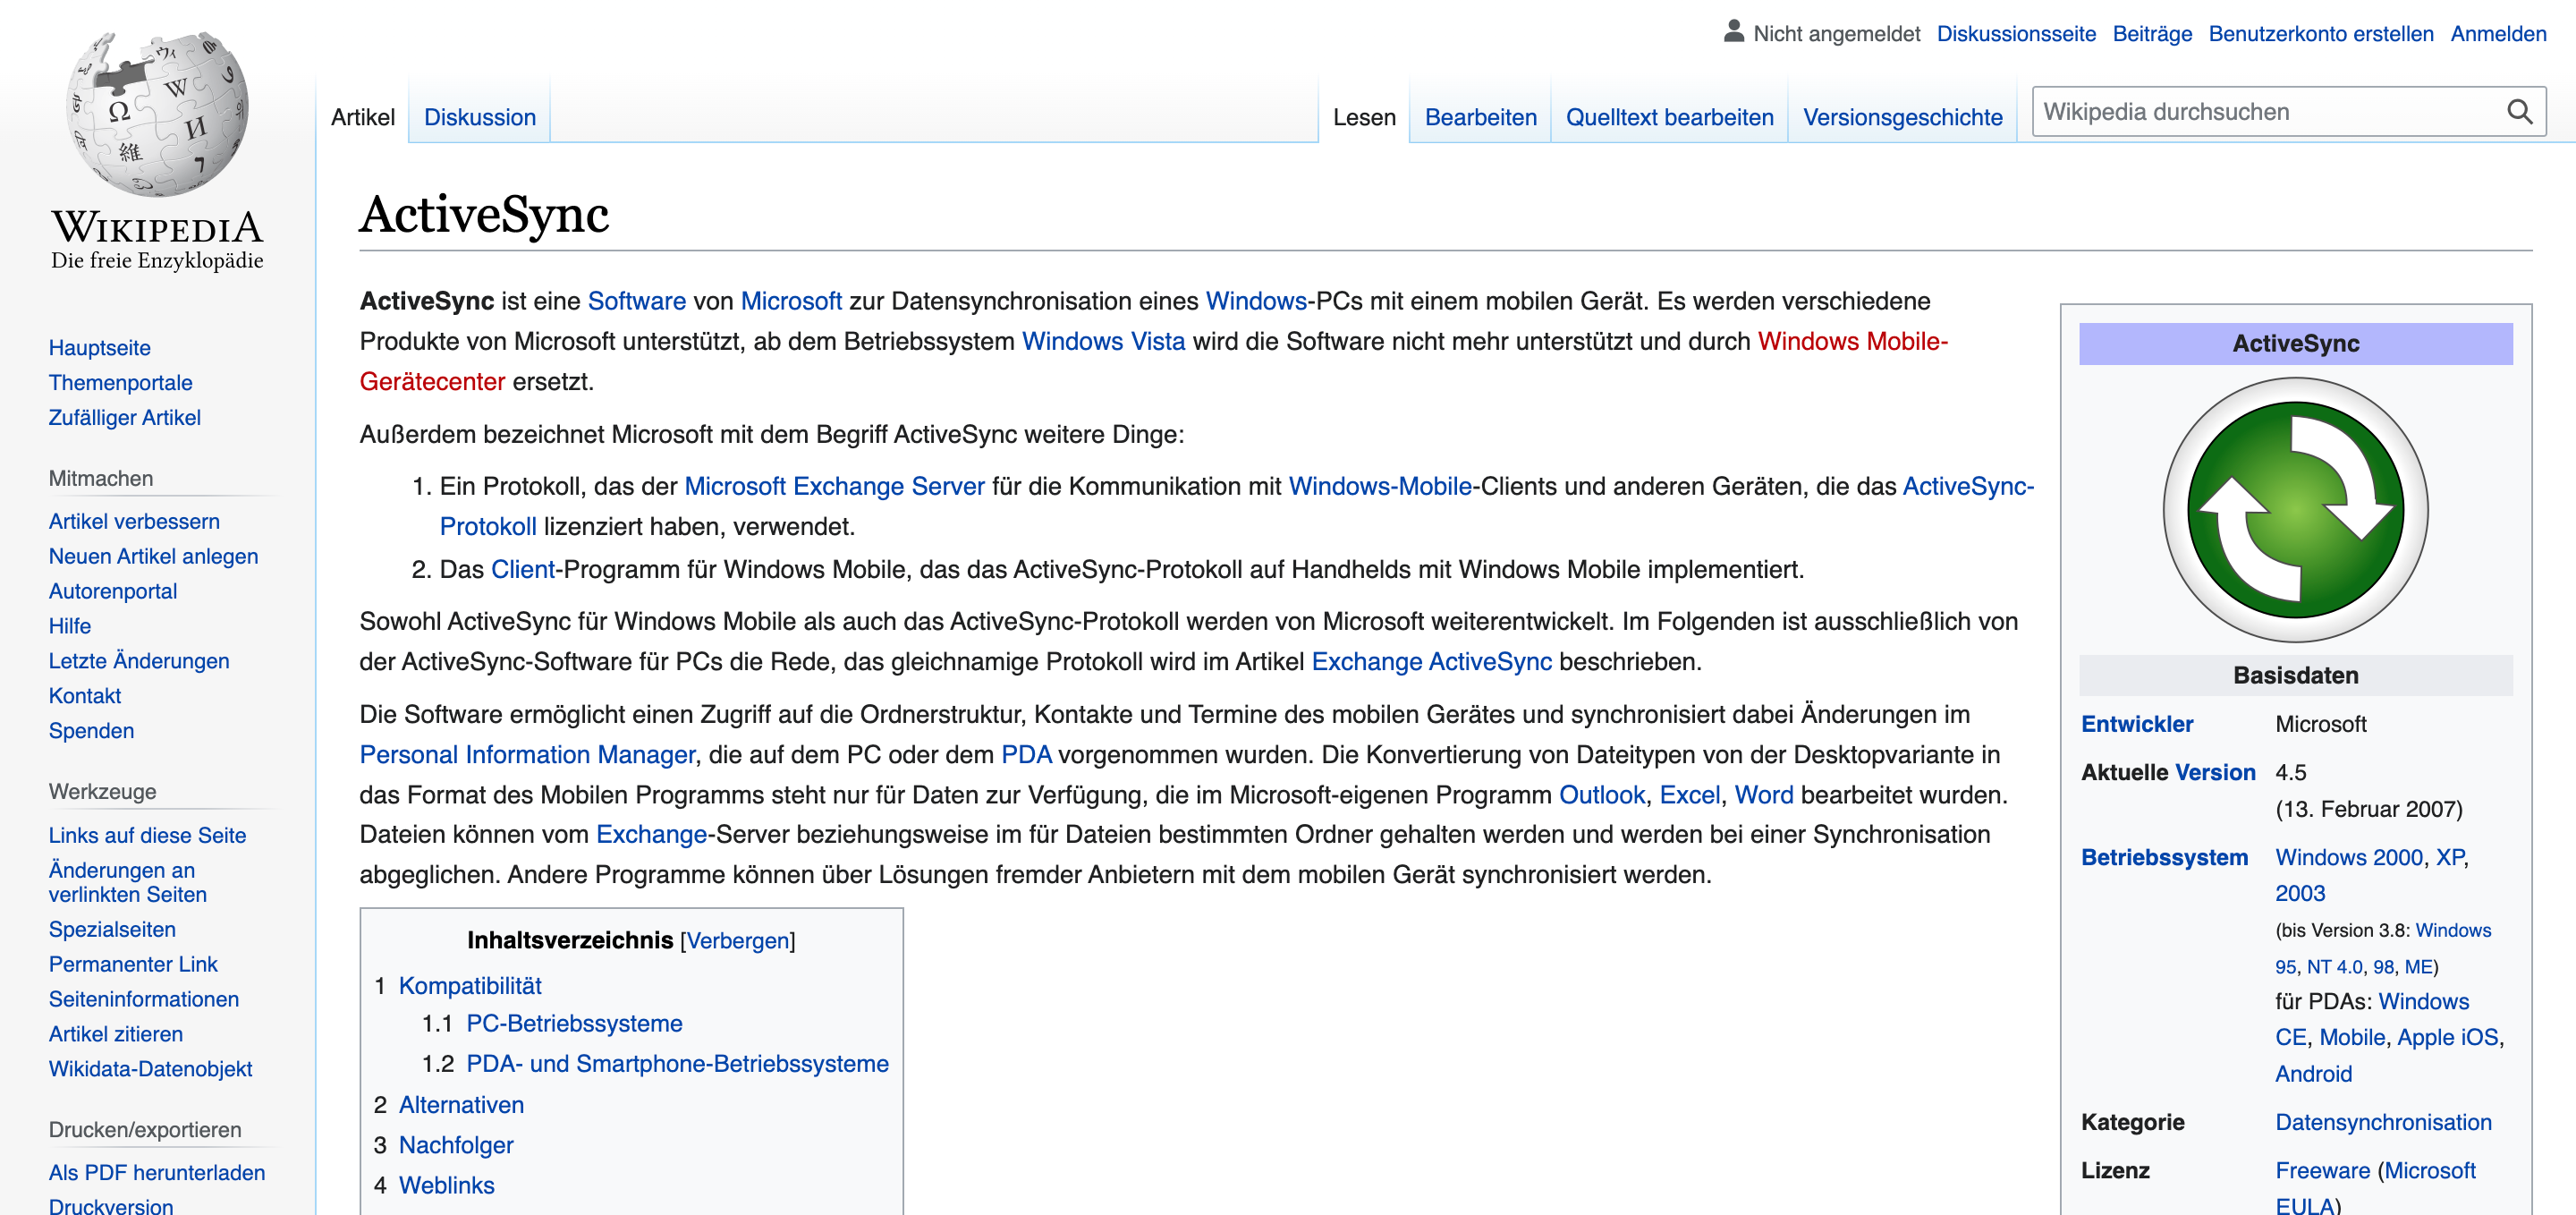 WIKIPEDIA
Die freie Enzyklopädie
Nicht angemeldet Diskussionsseite Beiträge Benutzerkonto erstellen Anmelden
Artikel Diskussion Lesen Bearbeiten Quelltext bearbeiten Versionsgeschichte Wikipedia durchsuchen
Hauptseite
Themenportale
Zufälliger Artikel
Mitmachen
Artikel verbessern
Neuen Artikel anlegen
Autorenportal
Hilfe
Letzte Änderungen
Kontakt
Spenden
Werkzeuge
Links auf diese Seite
Änderungen an
verlinkten Seiten
Spezialseiten
Permanenter Link
Seiteninformationen
Artikel zitieren
Wikidata-Datenobjekt
Drucken/exportieren
Als PDF herunterladen
Druckversion
ActiveSync
ActiveSync ist eine Software von Microsoft zur Datensynchronisation eines Windows-PCs mit einem mobilen Gerät. Es werden verschiedene
Produkte von Microsoft unterstützt, ab dem Betriebssystem Windows Vista wird die Software nicht mehr unterstützt und durch Windows Mobile-
Gerätecenter ersetzt.
Außerdem bezeichnet Microsoft mit dem Begriff ActiveSync weitere Dinge:
1. Ein Protokoll, das der Microsoft Exchange Server für die Kommunikation mit Windows-Mobile-Clients und anderen Geräten, die das ActiveSync-
Protokoll lizenziert haben, verwendet.
2. Das Client-Programm für Windows Mobile, das das ActiveSync-Protokoll auf Handhelds mit Windows Mobile implementiert.
Sowohl ActiveSync für Windows Mobile als auch das ActiveSync-Protokoll werden von Microsoft weiterentwickelt. Im Folgenden ist ausschließlich von
der ActiveSync-Software für PCs die Rede, das gleichnamige Protokoll wird im Artikel Exchange ActiveSync beschrieben.
Die Software ermöglicht einen Zugriff auf die Ordnerstruktur, Kontakte und Termine des mobilen Gerätes und synchronisiert dabei Änderungen im
Personal Information Manager, die auf dem PC oder dem PDA vorgenommen wurden. Die Konvertierung von Dateitypen von der Desktopvariante in
das Format des Mobilen Programms steht nur für Daten zur Verfügung, die im Microsoft-eigenen Programm Outlook, Excel, Word bearbeitet wurden.
Dateien können vom Exchange-Server beziehungsweise im für Dateien bestimmten Ordner gehalten werden und werden bei einer Synchronisation
abgeglichen. Andere Programme können über Lösungen fremder Anbietern mit dem mobilen Gerät synchronisiert werden.
Inhaltsverzeichnis [Verbergen]
1 Kompatibilität
1.1 PC-Betriebssysteme
1.2 PDA- und Smartphone-Betriebssysteme
2 Alternativen
3 Nachfolger
4 Weblinks
ActiveSync
Basisdaten
Entwickler Microsoft
Aktuelle Version 4.5
(13. Februar 2007)
Betriebssystem Windows 2000, XP,
2003
(bis Version 3.8: Windows
95, NT 4.0, 98, ME)
für PDAs: Windows
CE, Mobile, Apple iOS,
Android
Kategorie Datensynchronisation
Lizenz Freeware (Microsoft
EULA)